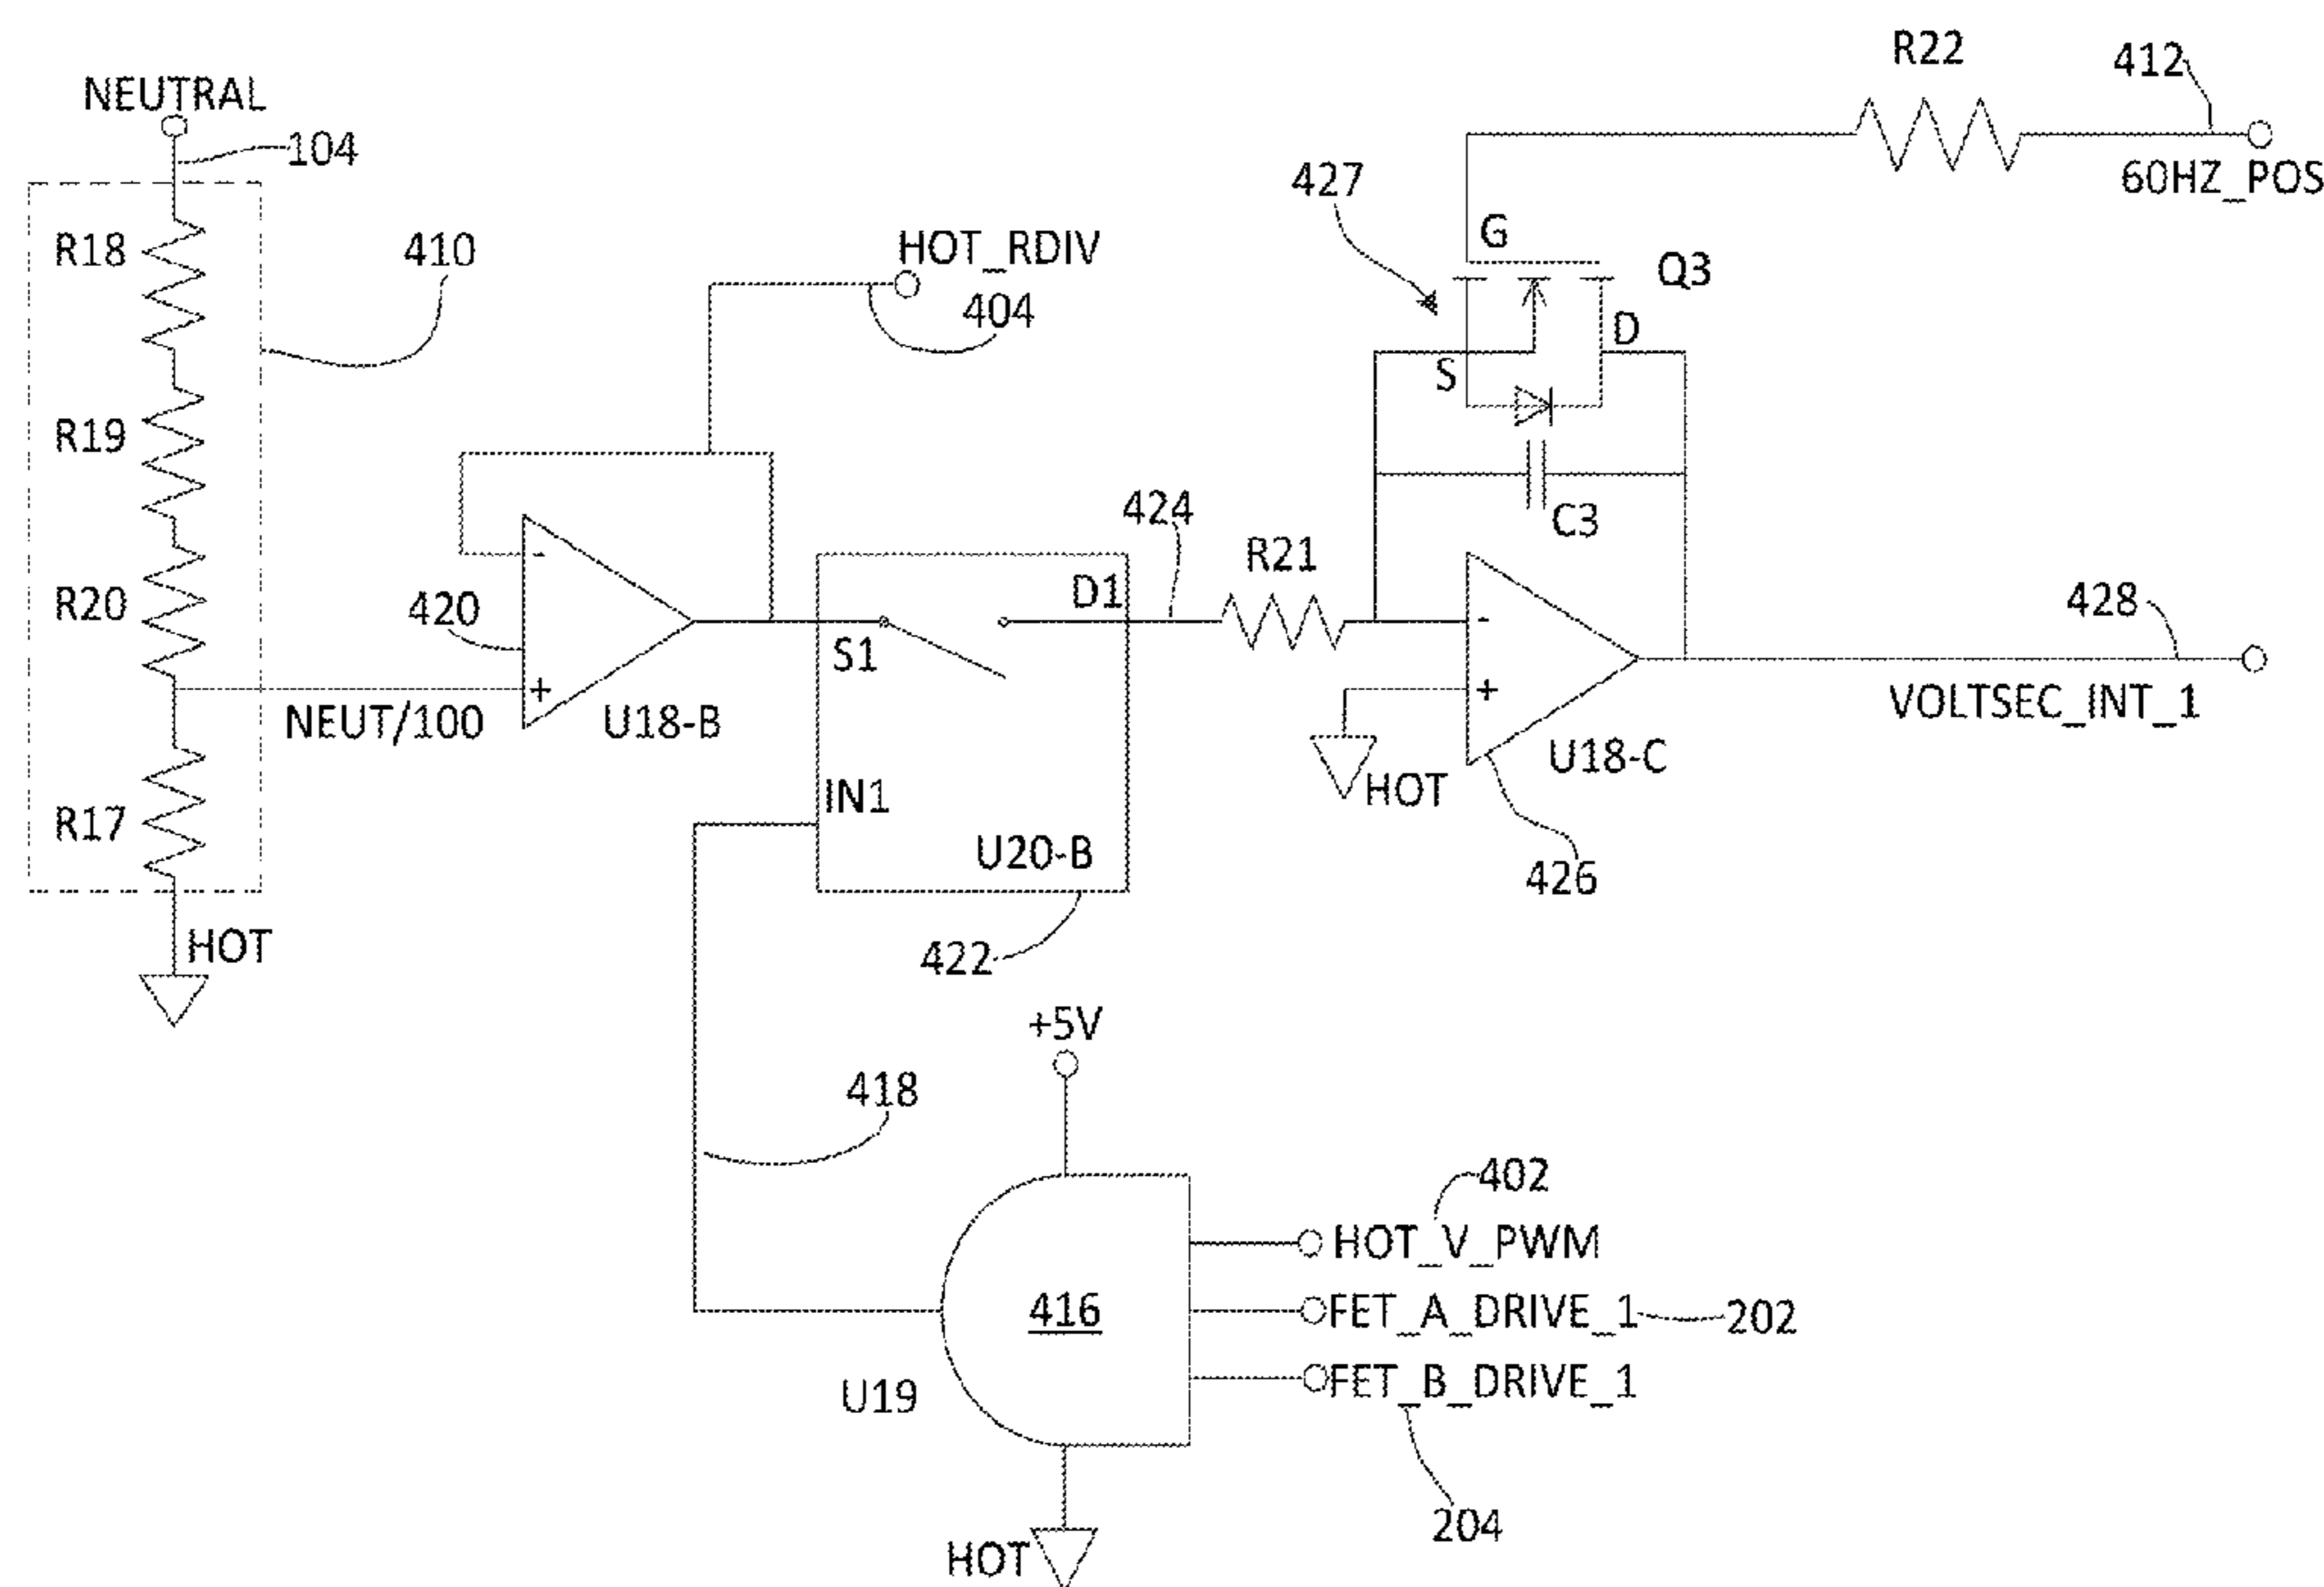 R22
412
NEUTRAL
104
60HZ_POS
427
R18
410
HOT_RDIV
404
G
Q3
D
S
R19
424
C3
R21
R20
420
D1
-
-
428
S1
+
+
NEUT/100
U18-B
VOLTSEC_INT_1
U18-C
HOT
IN1
R17
U20-B
426
HOT
422
+5V
418
402
HOT_V_PWM
416
FET_A_DRIVE_1
202
U19
FET_B_DRIVE_1
204
HOT